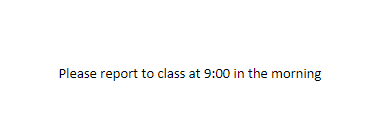 Please report to class at 9:00 in the morning